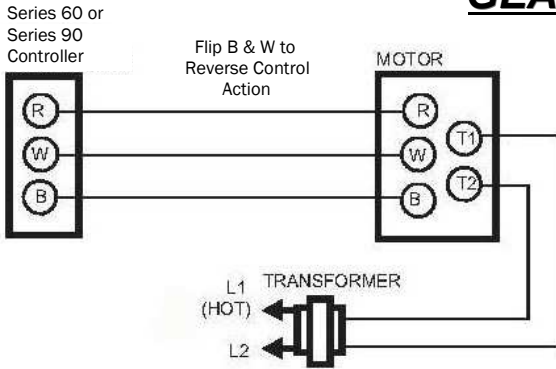 Series 60 or
Series 90
Controller
Flip B & W to
Reverse Control
Action
MOTOR
R
W
B
R
W
B
T1
T2
TRANSFORMER
L1
(HOT)
L2